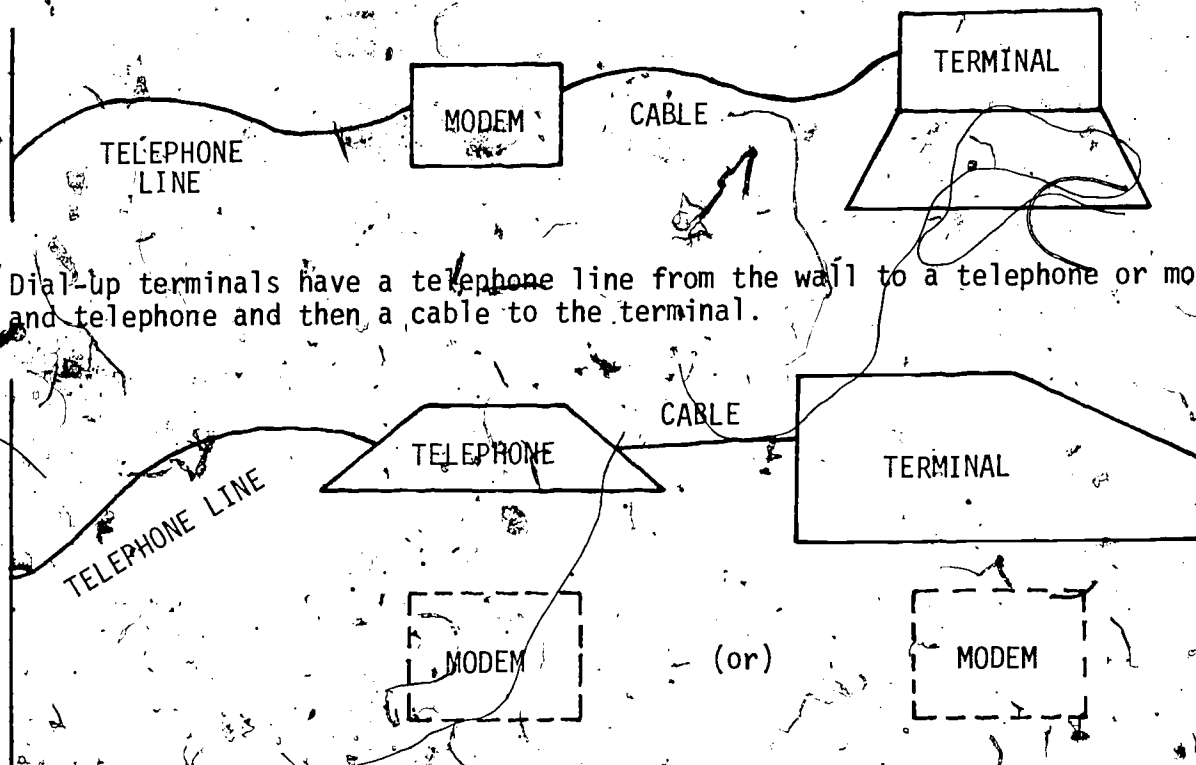 TERMINAL
MODEM
CABLE
TELEPHONE
LINE
Dial-up terminals have a telephone line from the wall to a telephone or mo
and telephone and then a cable to the terminal.
CABLE
TELEPHONE
TERMINAL
TELEPHONE LINE
MODEM
(or)
MODEM